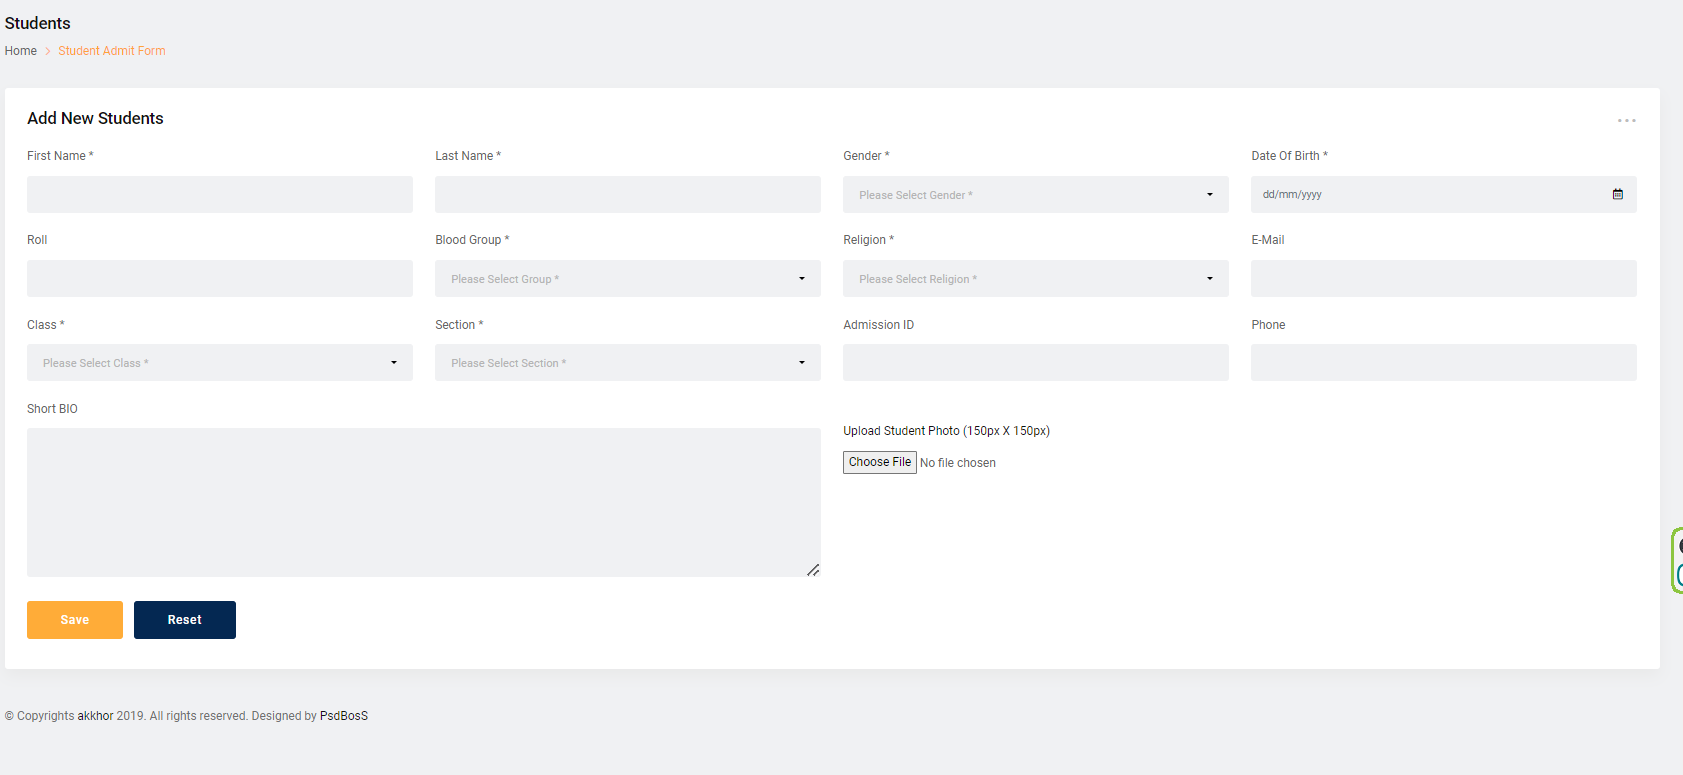 Students
Home > Student Admit Form
Add New Students
First Name * Last Name * Gender * Date Of Birth *
Please Select Gender * dd/mm/yyyy
Roll Blood Group * Religion * E-Mail
Please Select Group * Please Select Religion *
Class * Section * Admission ID Phone
Please Select Class * Please Select Section *
Short BIO
Upload Student Photo (150px X 150px)
Choose File No file chosen
Save Reset
© Copyrights akkhor 2019. All rights reserved. Designed by PsdBosS